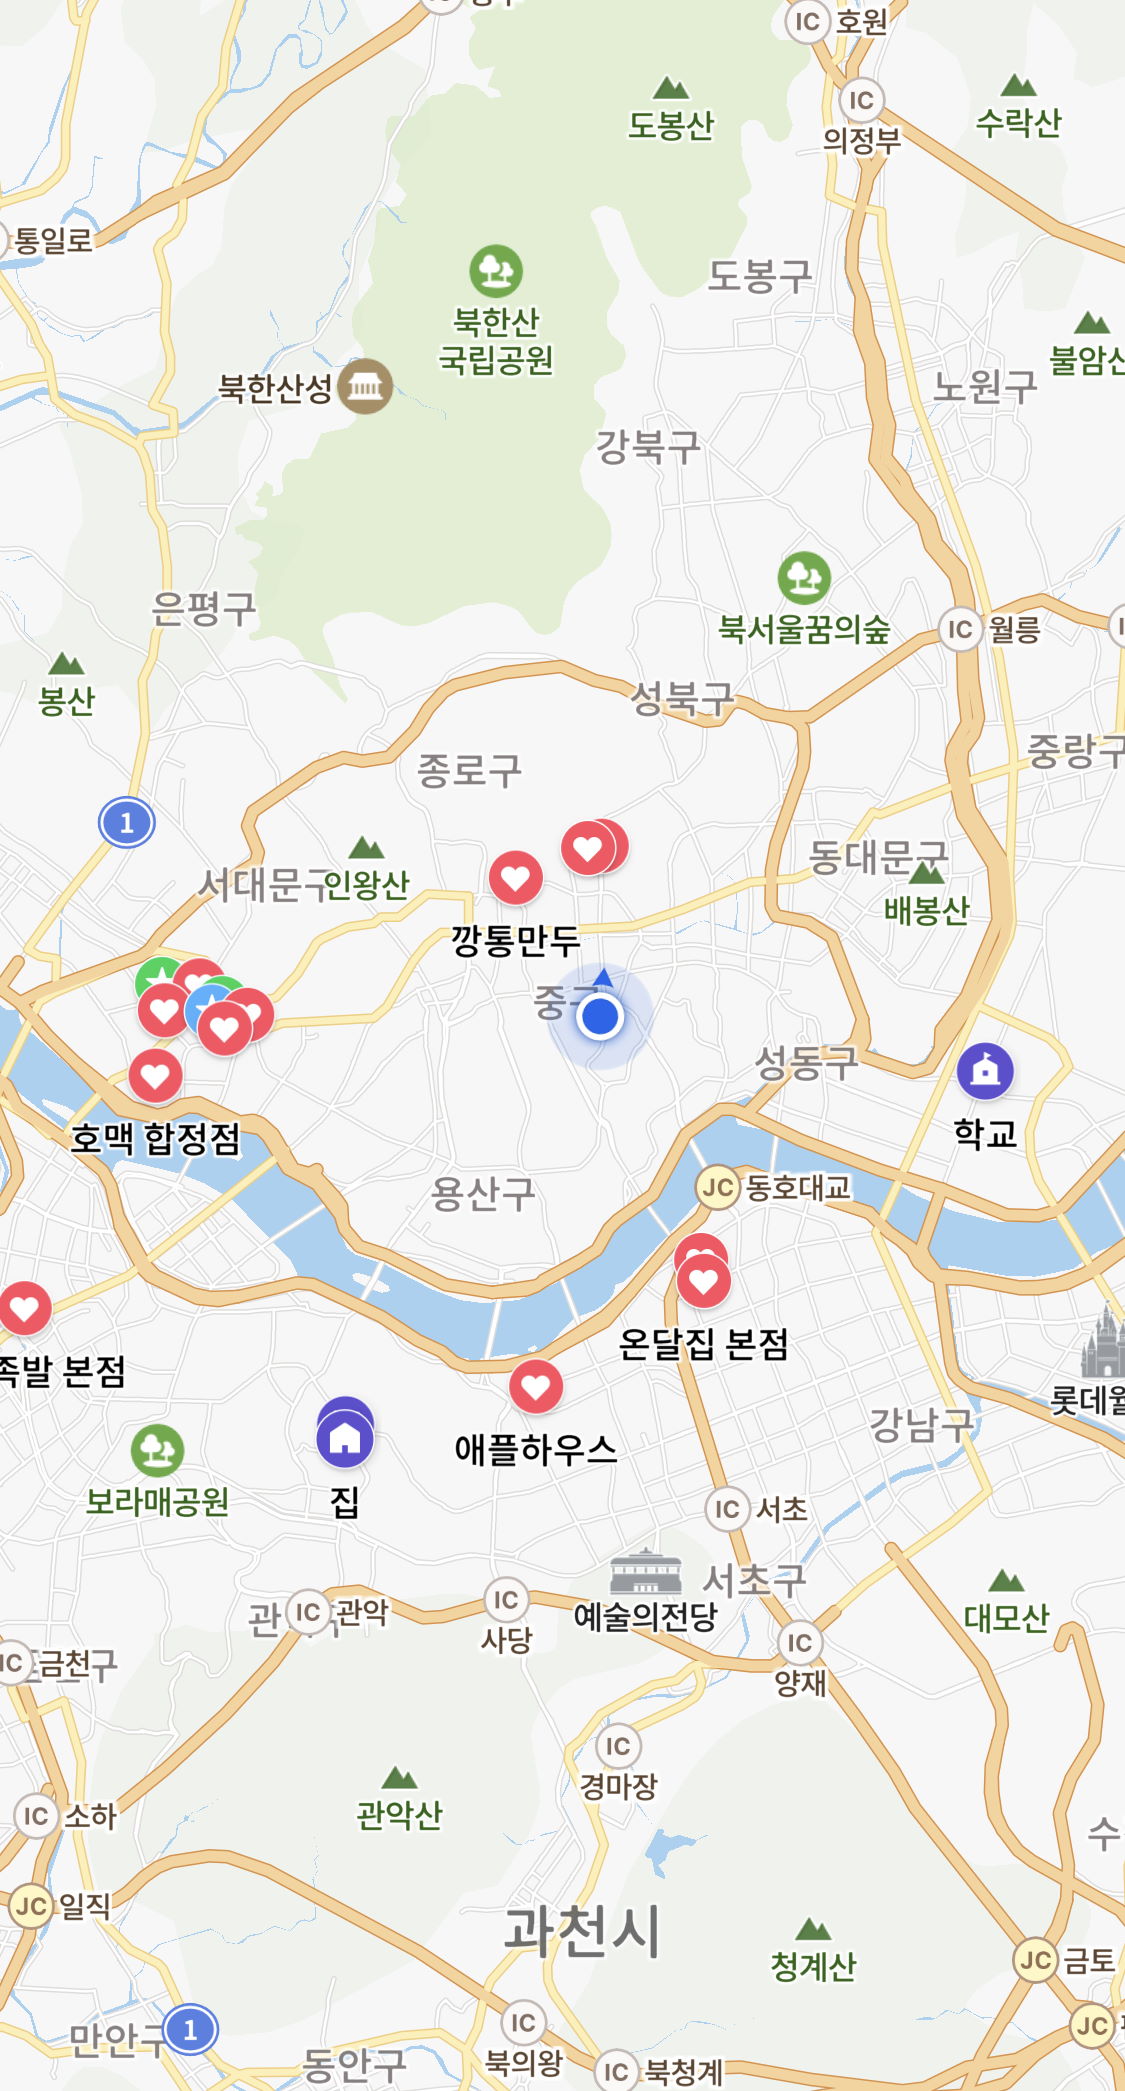 IC 호원
도봉산
수락산
IC
의정부
통일로
도봉구
북한산
국립공원
불암산
북한산성
노원구
강북구
은평구
북서울꿈의숲
IC 월릉
봉산
성북구
중랑구
종로구
1
서대문구
인왕산
동대문구
배봉산
깡통만두
중구
성동구
학교
호맥 합정점
용산구
JC 동호대교
온달집 본점
족발 본점
애플하우스
강남구
보라매공원
집
IC 서초
서초구
예술의전당
IC 관악
IC
사당
대모산
IC 금천
구
IC
양재
IC
경마장
IC 소하
관악산
수
JC 일직
과천시
청계산
JC 금토
JC
만안구
1
IC
북의왕
동안구
IC 북청계